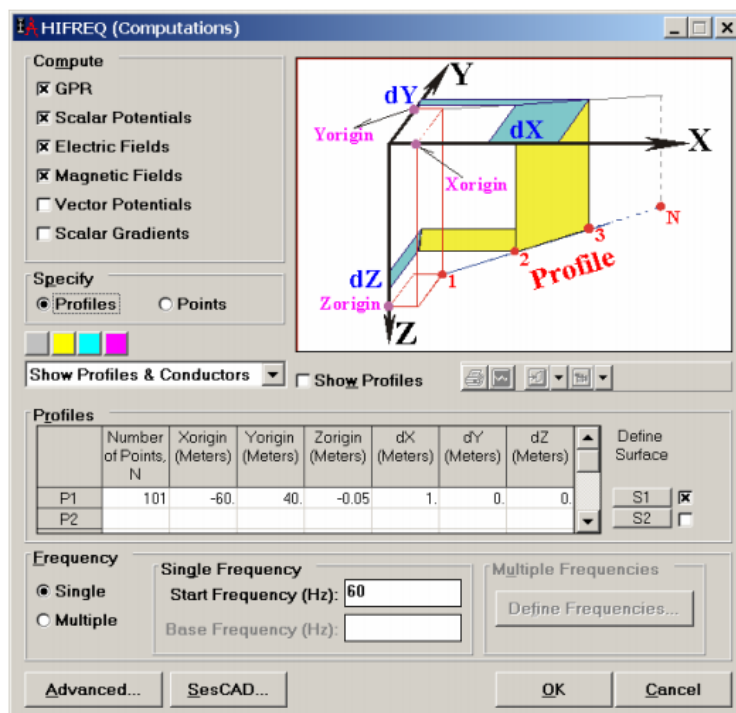 HIFREQ (Computations)
Compute
GPR
Scalar Potentials
Electric Fields
Magnetic Fields
Vector Potentials
Scalar Gradients
Y
dY
dX
Yorigin
X
Xorigin
N
3
2
1
Profile
dZ
Zorigin
Z
Specify
Profiles
Points
Show Profiles & Conductors
Show Profiles
Profiles
Number of Points, N Xorigin (Meters) Yorigin (Meters) Zorigin (Meters) dX (Meters) dY (Meters) dZ (Meters)
P1 101 -60. 40. -0.05 1. 0. 0.
P2
Define Surface
S1
S2
Frequency
Single
Multiple
Single Frequency
Start Frequency (Hz): 60
Base Frequency (Hz):
Multiple Frequencies
Define Frequencies...
Advanced...
SesCAD...
OK
Cancel